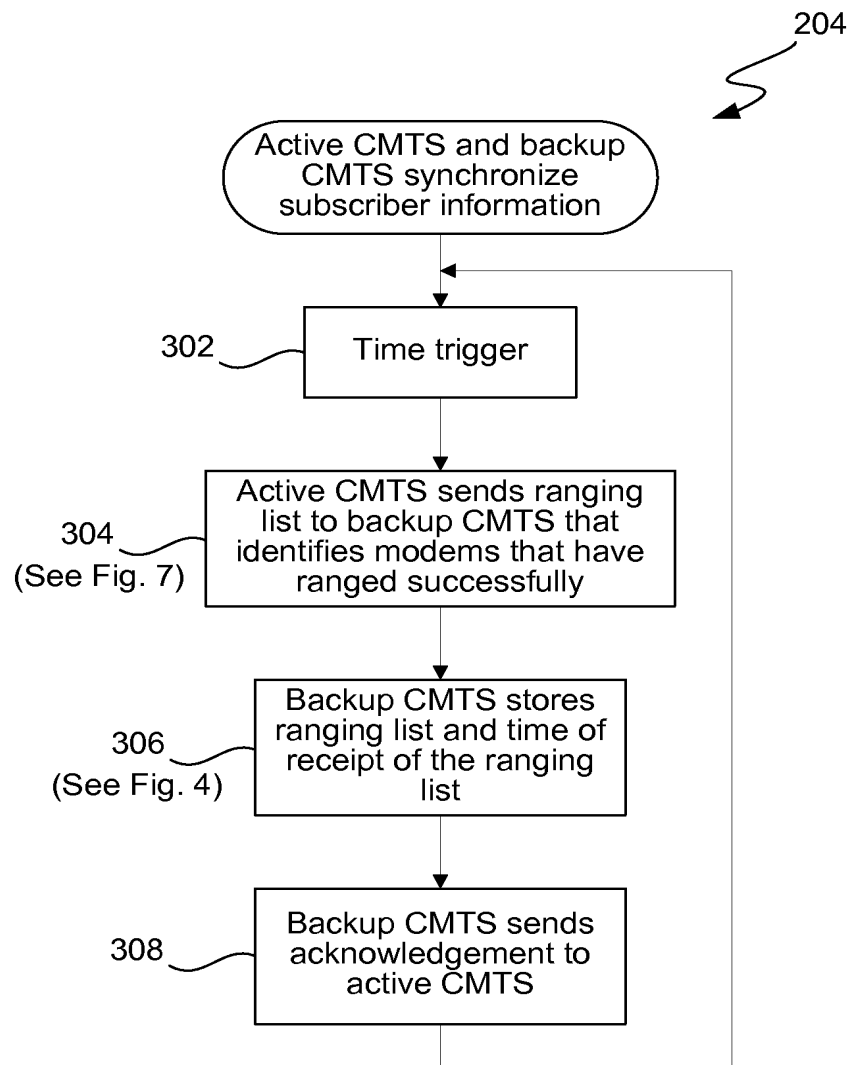 204
Active CMTS and backup
CMTS synchronize
subscriber information
302
Time trigger
304
(See Fig. 7)
Active CMTS sends ranging
list to backup CMTS that
identifies modems that have
ranged successfully
306
(See Fig. 4)
Backup CMTS stores
ranging list and time of
receipt of the ranging
list
308
Backup CMTS sends
acknowledgement to
active CMTS